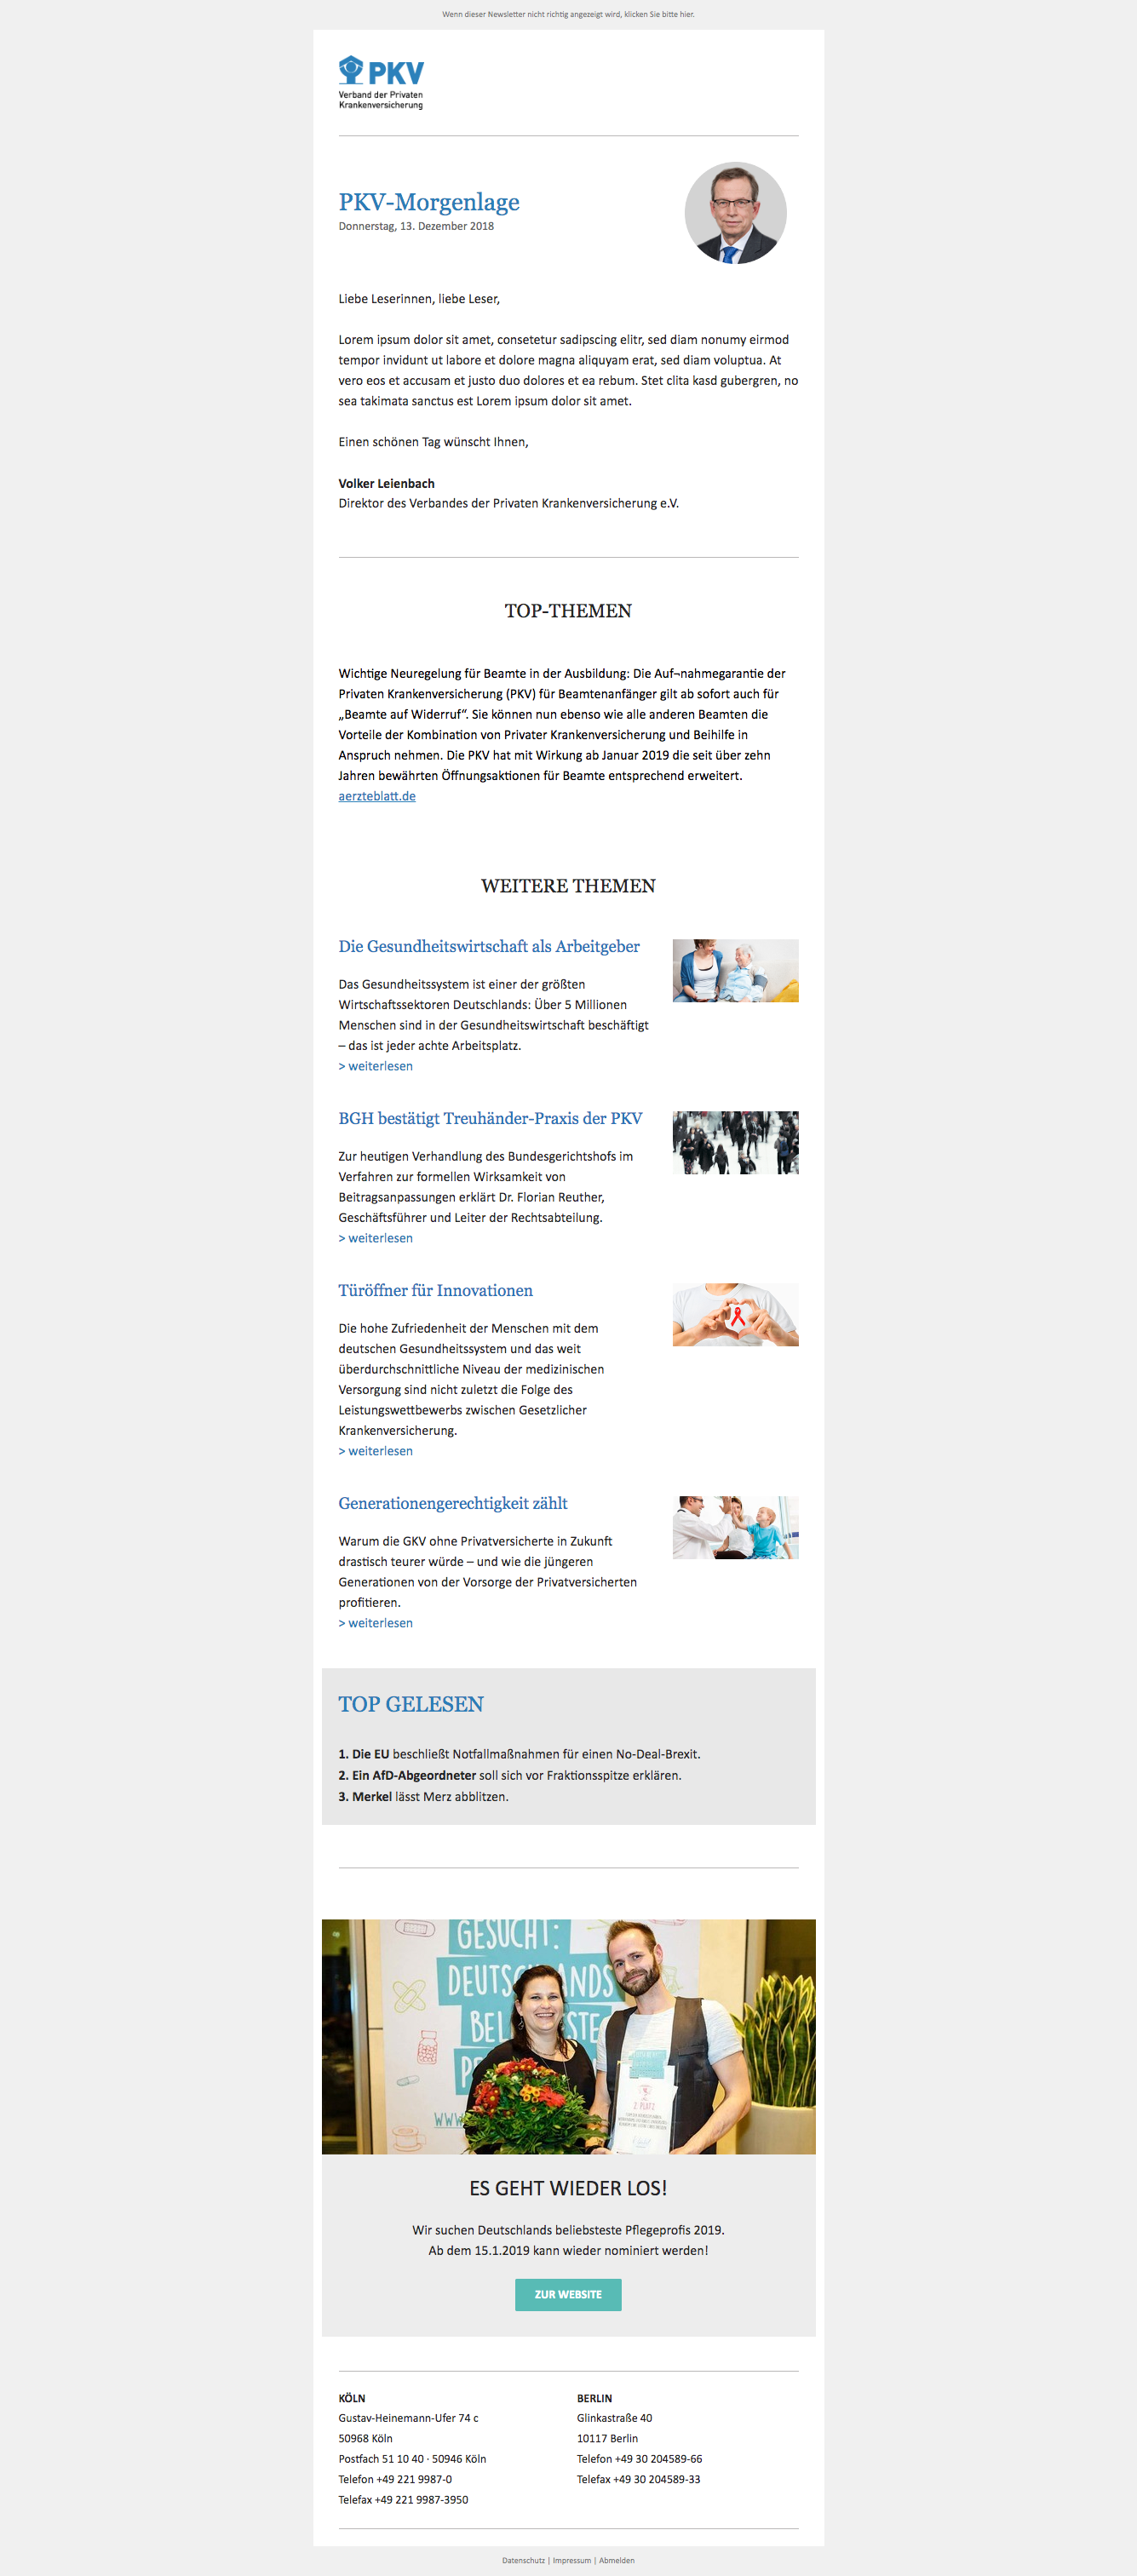 Wenn dieser Newsletter nicht richtig angezeigt wird, klicken Sie bitte hier.
PKV
Verband der Privaten
Krankenversicherung
PKV-Morgenlage
Donnerstag, 13. Dezember 2018
Liebe Leserinnen, liebe Leser,
Lorem ipsum dolor sit amet, consetetur sadipscing elitr, sed diam nonumy eirmod
tempor invidunt ut labore et dolore magna aliquyam erat, sed diam voluptua. At
vero eos et accusam et justo duo dolores et ea rebum. Stet clita kasd gubergren, no
sea takimata sanctus est Lorem ipsum dolor sit amet.
Einen schönen Tag wünscht Ihnen,
Volker Leienbach
Direktor des Verbandes der Privaten Krankenversicherung e.V.
TOP-THEMEN
Wichtige Neuregelung für Beamte in der Ausbildung: Die Auf¬nahmegarantie der
Privaten Krankenversicherung (PKV) für Beamtenanfänger gilt ab sofort auch für
„Beamte auf Widerruf“. Sie können nun ebenso wie alle anderen Beamten die
Vorteile der Kombination von Privater Krankenversicherung und Beihilfe in
Anspruch nehmen. Die PKV hat mit Wirkung ab Januar 2019 die seit über zehn
Jahren bewährten Öffnungsaktionen für Beamte entsprechend erweitert.
aerzteblatt.de
WEITERE THEMEN
Die Gesundheitswirtschaft als Arbeitgeber
Das Gesundheitssystem ist einer der größten
Wirtschaftssektoren Deutschlands: Über 5 Millionen
Menschen sind in der Gesundheitswirtschaft beschäftigt
– das ist jeder achte Arbeitsplatz.
> weiterlesen
BGH bestätigt Treuhänder-Praxis der PKV
Zur heutigen Verhandlung des Bundesgerichtshofs im
Verfahren zur formellen Wirksamkeit von
Beitragsanpassungen erklärt Dr. Florian Reuther,
Geschäftsführer und Leiter der Rechtsabteilung.
> weiterlesen
Türöffner für Innovationen
Die hohe Zufriedenheit der Menschen mit dem
deutschen Gesundheitssystem und das weit
überdurchschnittliche Niveau der medizinischen
Versorgung sind nicht zuletzt die Folge des
Leistungswettbewerbs zwischen Gesetzlicher
Krankenversicherung.
> weiterlesen
Generationengerechtigkeit zählt
Warum die GKV ohne Privatversicherte in Zukunft
drastisch teurer würde – und wie die jüngeren
Generationen von der Vorsorge der Privatversicherten
profitieren.
> weiterlesen
TOP GELESEN
1. Die EU beschließt Notfallmaßnahmen für einen No-Deal-Brexit.
2. Ein AfD-Abgeordneter soll sich vor Fraktionsspitze erklären.
3. Merkel lässt Merz abblitzen.
GESUCHT:
DEUTSCHLANDS
BEL
STE
WWW
2. PLATZ
ES GEHT WIEDER LOS!
Wir suchen Deutschlands beliebsteste Pflegeprofis 2019.
Ab dem 15.1.2019 kann wieder nominiert werden!
ZUR WEBSITE
KÖLN
Gustav-Heinemann-Ufer 74 c
50968 Köln
Postfach 51 10 40 · 50946 Köln
Telefon +49 221 9987-0
Telefax +49 221 9987-3950
BERLIN
Glinkastraße 40
10117 Berlin
Telefon +49 30 204589-66
Telefax +49 30 204589-33
Datenschutz | Impressum | Abmelden